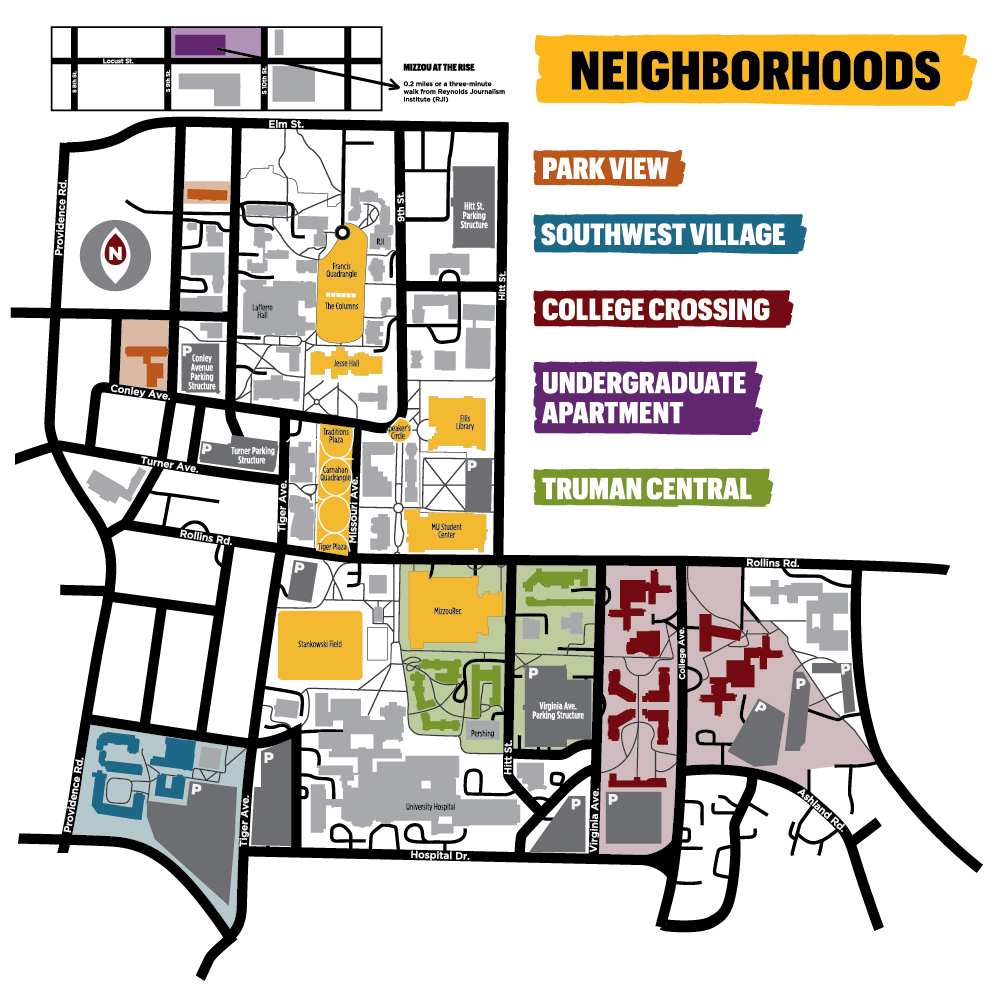 NEIGHBORHOODS
Locust St.
S 8th St.
S 9th St.
S 10th St.
MIZZOU AT THE RISE
0.2 miles or a three-minute
walk from Reynolds Journalism
Institute (RJI)
PARK VIEW
SOUTHWEST VILLAGE
COLLEGE CROSSING
UNDERGRADUATE
APARTMENT
TRUMAN CENTRAL
Elm St.
Providence Rd.
9th St.
Hitt St.
Parking
Structure
N
RJI
Francis
Quadrangle
The Columns
Hitt St.
Lafferre
Hall
P
Conley
Avenue
Parking
Structure
Jesse Hall
Conley Ave.
Traditions
Plaza
Speaker's
Circle
Ellis
Library
P
Turner Parking
Structure
Turner Ave.
Carnahan
Quadrangle
P
Tiger Ave.
Missouri Ave.
MU Student
Center
Rollins Rd.
Tiger Plaza
Rollins Rd.
P
MizzouRec
Stankowski Field
College Ave.
P
Virginia Ave.
Parking Structure
P
P
P
Pershing
Hitt St.
P
P
Providence Rd.
Tiger Ave.
University Hospital
P
P
Virginia Ave.
Ashland Rd.
Hospital Dr.